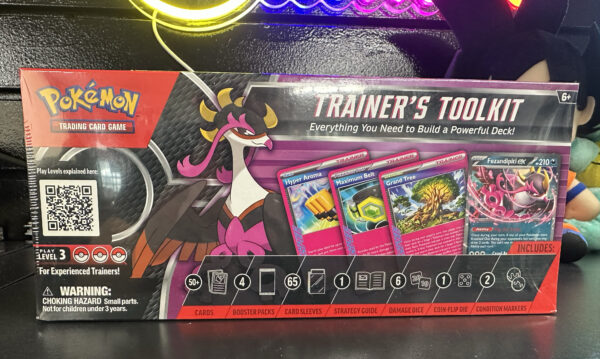 POKéMON
TRADING CARD GAME
TRAINER'S TOOLKIT
6+
Everything You Need to Build a Powerful Deck!
Play Levels explained here:
TRAINER
TRAINER
TRAINER
Hyper Aroma
Maximum Belt
Grand Tree
Fezandipiti ex
210
PLAY
LEVEL 3
For Experienced Trainers!
INCLUDES:
WARNING:
CHOKING HAZARD Small parts.
Not for children under 3 years.
50+
4
65
1
6
1
2
CARDS
BOOSTER PACKS
CARD SLEEVES
STRATEGY GUIDE
DAMAGE DICE
COIN-FLIP DIE
CONDITION MARKERS